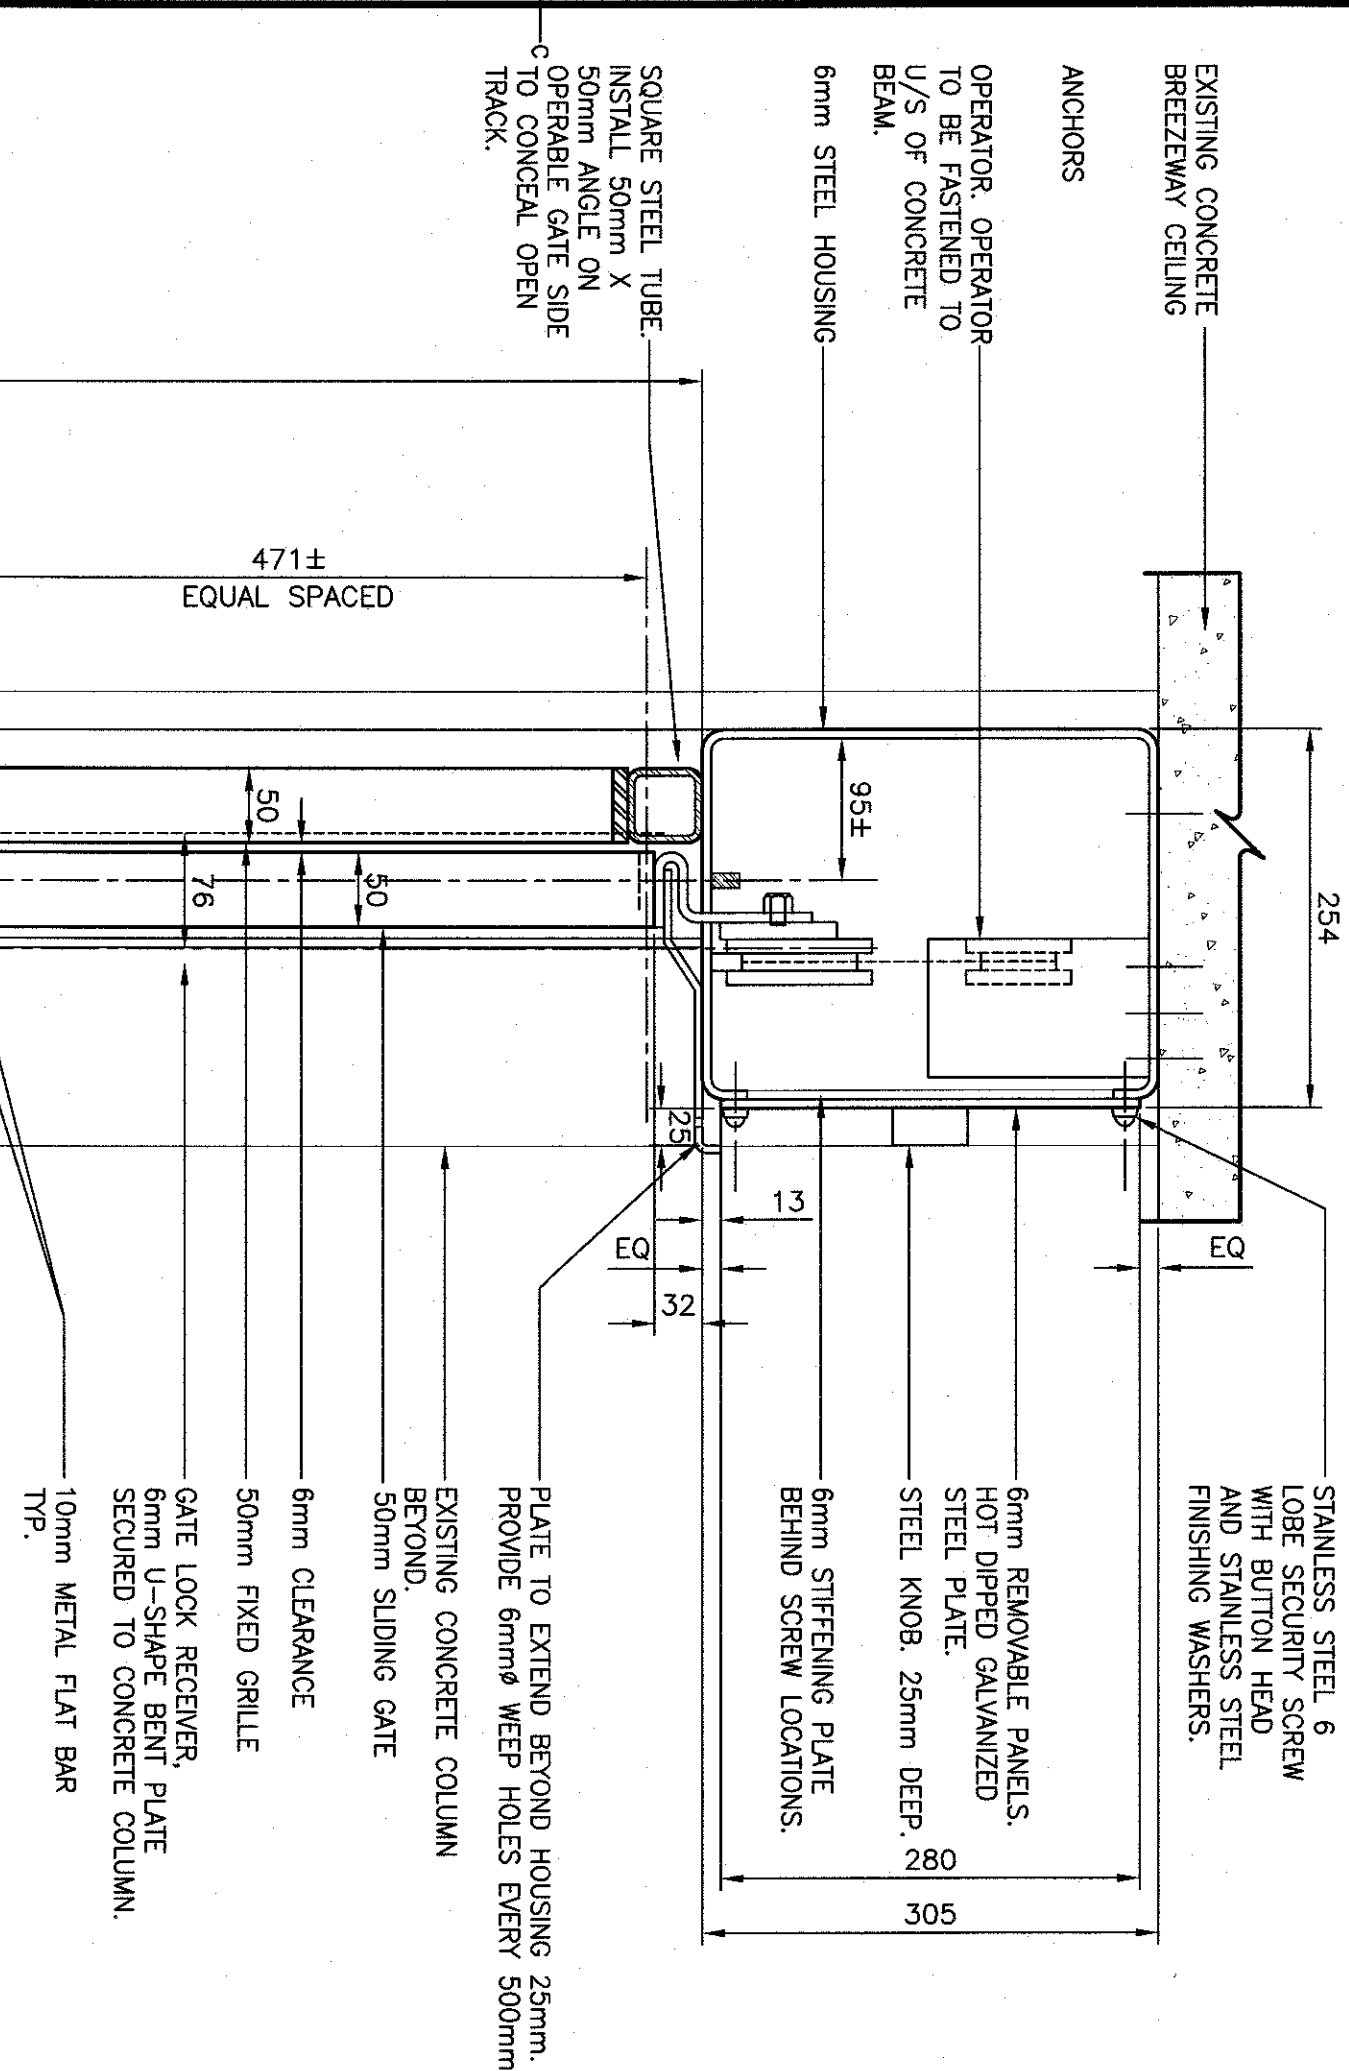 EXISTING CONCRETE
BREEZEWAY CEILING
ANCHORS
OPERATOR. OPERATOR
TO BE FASTENED TO
U/S OF CONCRETE
BEAM.
6mm STEEL HOUSING
SQUARE STEEL TUBE.
INSTALL 50mm X
50mm ANGLE ON
OPERABLE GATE SIDE
TO CONCEAL OPEN
TRACK.
C
471±
EQUAL SPACED
254
95±
50
50
76
25
13
EQ
EQ
32
280
305
STAINLESS STEEL 6
LOBE SECURITY SCREW
WITH BUTTON HEAD
AND STAINLESS STEEL
FINISHING WASHERS.
6mm REMOVABLE PANELS.
HOT DIPPED GALVANIZED
STEEL PLATE.
STEEL KNOB. 25mm DEEP.
6mm STIFFENING PLATE
BEHIND SCREW LOCATIONS.
PLATE TO EXTEND BEYOND HOUSING 25mm.
PROVIDE 6mmø WEEP HOLES EVERY 500mm
EXISTING CONCRETE COLUMN
BEYOND.
50mm SLIDING GATE
6mm CLEARANCE
50mm FIXED GRILLE
GATE LOCK RECEIVER,
6mm U-SHAPE BENT PLATE
SECURED TO CONCRETE COLUMN.
10mm METAL FLAT BAR
TYP.